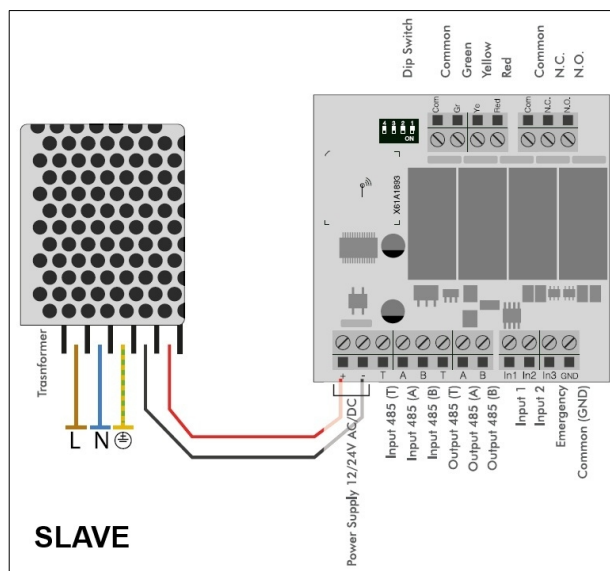 Dip Switch
Common
Green
Yellow
Red
Common
N.C.
N.O.
Com
Gr
Ye
Red
Com
N.C.
N.O.
4 3 2 1
ON
X61A1893
Trasnformer
L
N
+
-
T
A
B
T
A
B
In1
In2
In3
GND
Power Supply 12/24V AC/DC
Input 485 (T)
Input 485 (A)
Input 485 (B)
Output 485 (T)
Output 485 (A)
Output 485 (B)
Input 1
Input 2
Emergency
Common (GND)
SLAVE